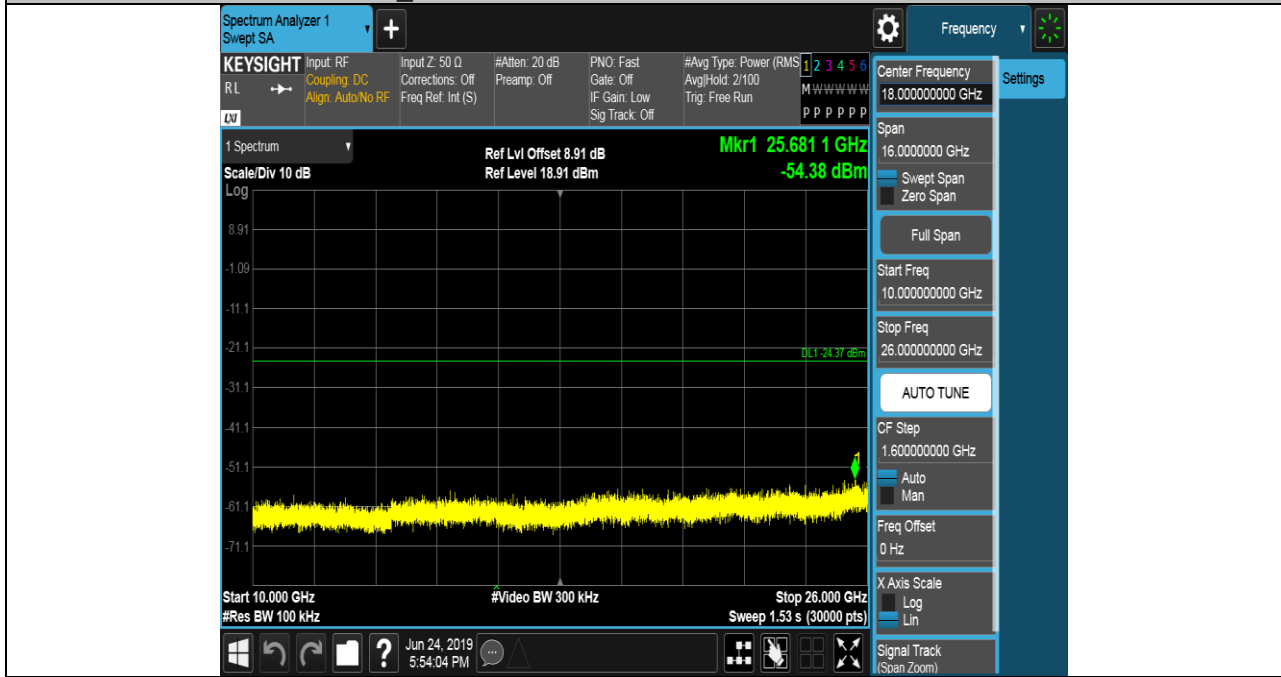 Spectrum Analyzer 1
Swept SA
+
Frequency
KEYSIGHT
RL
LXI
Input: RF
Coupling: DC
Align: Auto/No RF
Input Z: 50 Ω
Corrections: Off
Freq Ref: Int (S)
#Atten: 20 dB
Preamp: Off
PNO: Fast
Gate: Off
IF Gain: Low
Sig Track: Off
#Avg Type: Power (RMS
Avg|Hold: 2/100
Trig: Free Run
1 2 3 4 5 6
M W W W W W
P P P P P P
1 Spectrum
Scale/Div 10 dB
Log
Ref Lvl Offset 8.91 dB
Ref Level 18.91 dBm
Mkr1 25.681 1 GHz
-54.38 dBm
8.91
-1.09
-11.1
-21.1
DL1 -24.37 dBm
-31.1
-41.1
-51.1
1
-61.1
-71.1
Start 10.000 GHz
#Res BW 100 kHz
#Video BW 300 kHz
Stop 26.000 GHz
Sweep 1.53 s (30000 pts)
?
Jun 24, 2019
5:54:04 PM
Center Frequency
18.000000000 GHz
Settings
Span
16.0000000 GHz
Swept Span
Zero Span
Full Span
Start Freq
10.000000000 GHz
Stop Freq
26.000000000 GHz
AUTO TUNE
CF Step
1.600000000 GHz
Auto
Man
Freq Offset
0 Hz
X Axis Scale
Log
Lin
Signal Track
(Span Zoom)